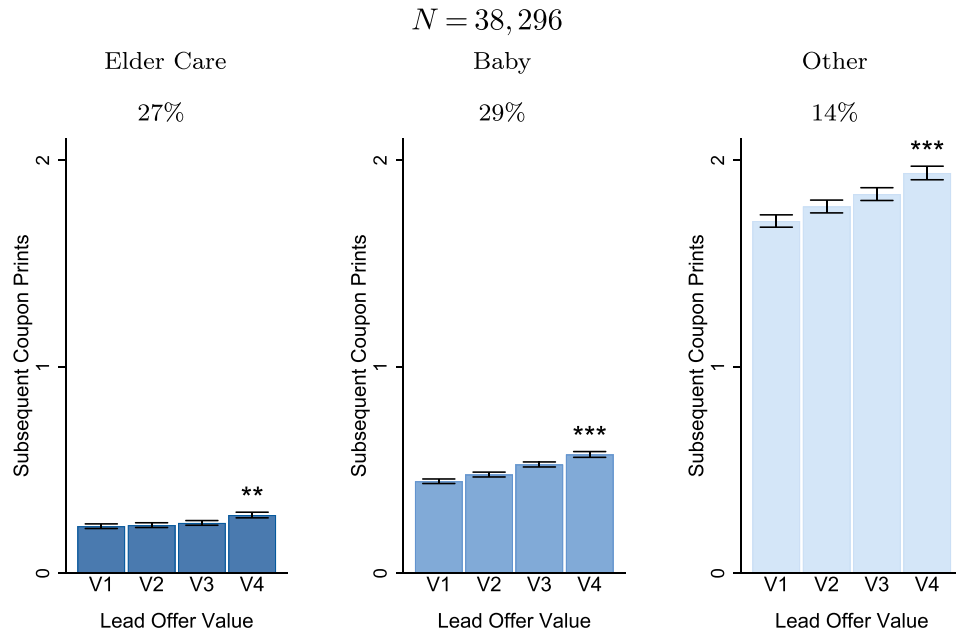 N = 38,296
Elder Care
27%
Subsequent Coupon Prints
2
1
0
**
V1 V2 V3 V4
Lead Offer Value
Baby
29%
Subsequent Coupon Prints
2
1
0
***
V1 V2 V3 V4
Lead Offer Value
Other
14%
Subsequent Coupon Prints
2
1
0
***
V1 V2 V3 V4
Lead Offer Value